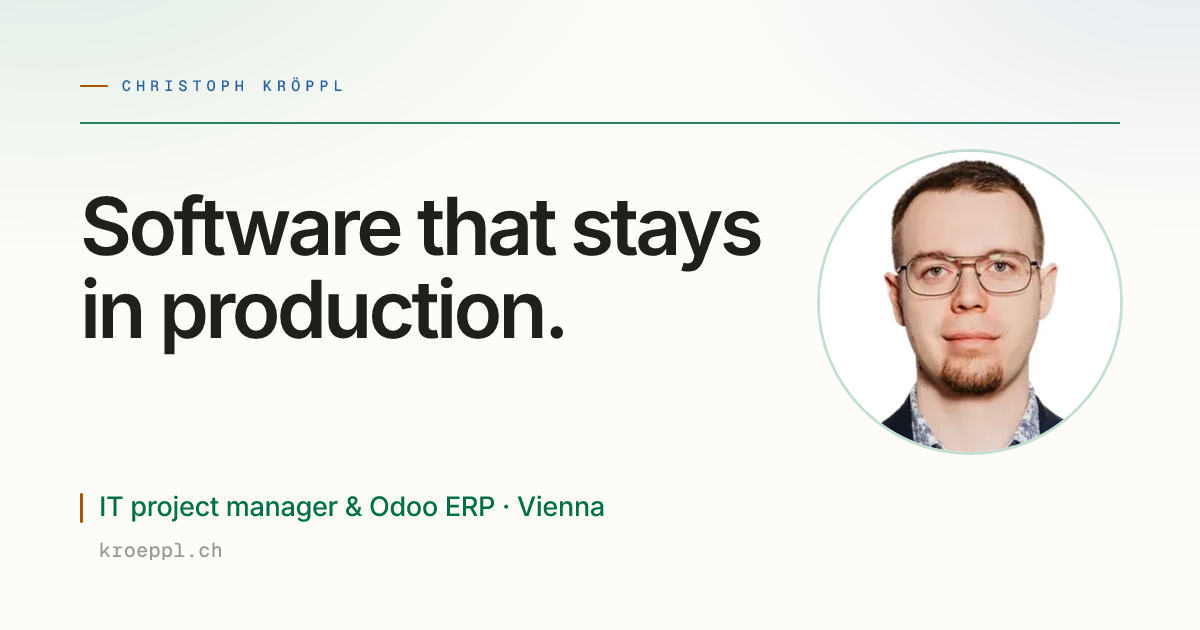 CHRISTOPH KRÖPPL
Software that stays
in production.
IT project manager & Odoo ERP · Vienna
kroeppl.ch